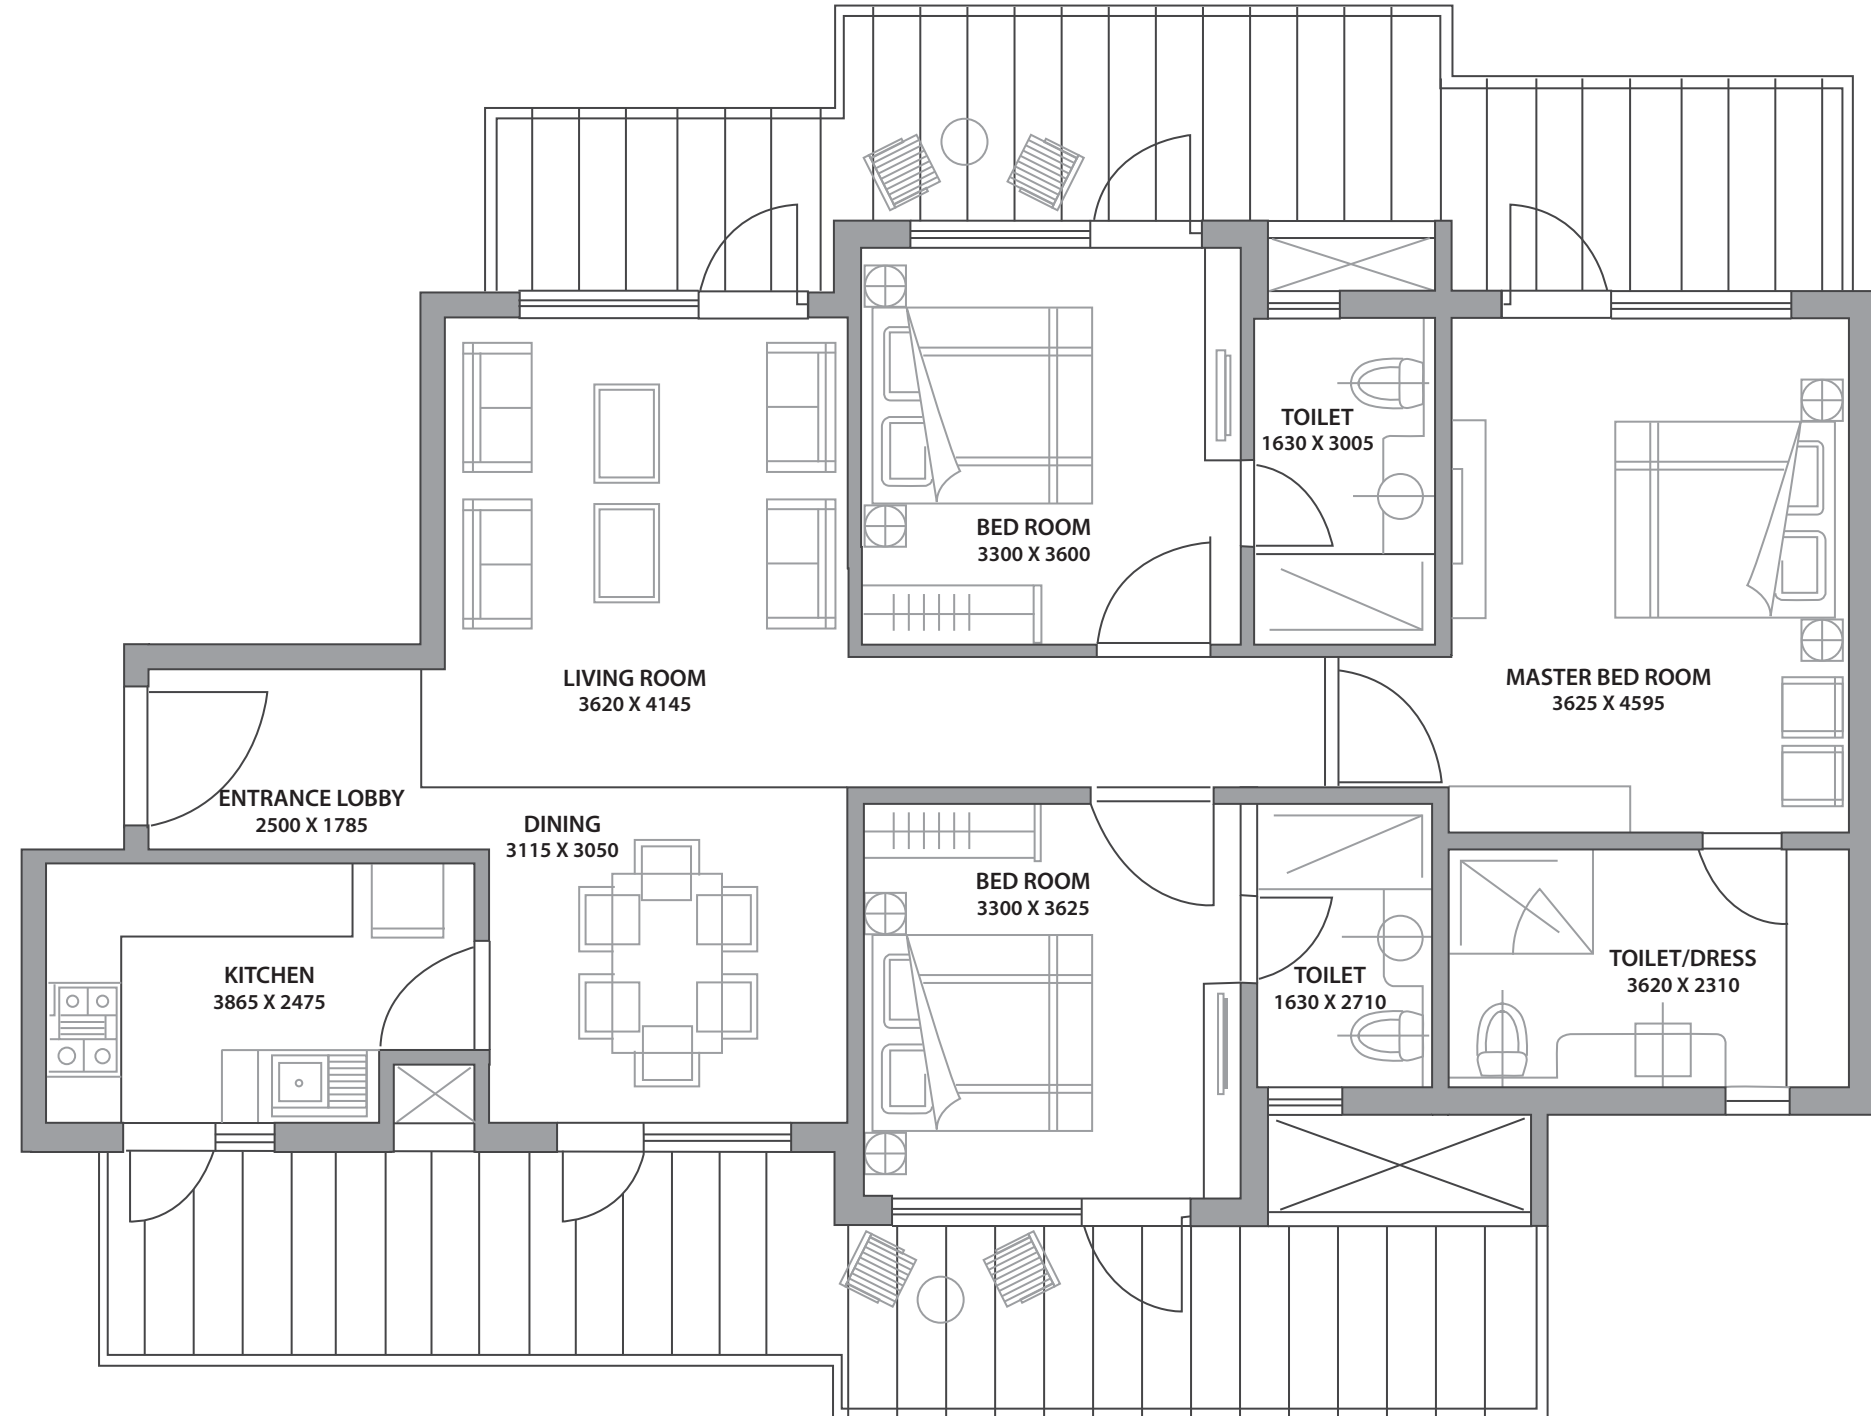 TOILET
1630 X 3005
BED ROOM
3300 X 3600
LIVING ROOM
3620 X 4145
MASTER BED ROOM
3625 X 4595
ENTRANCE LOBBY
2500 X 1785
DINING
3115 X 3050
BED ROOM
3300 X 3625
KITCHEN
3865 X 2475
TOILET
1630 X 2710
TOILET/DRESS
3620 X 2310